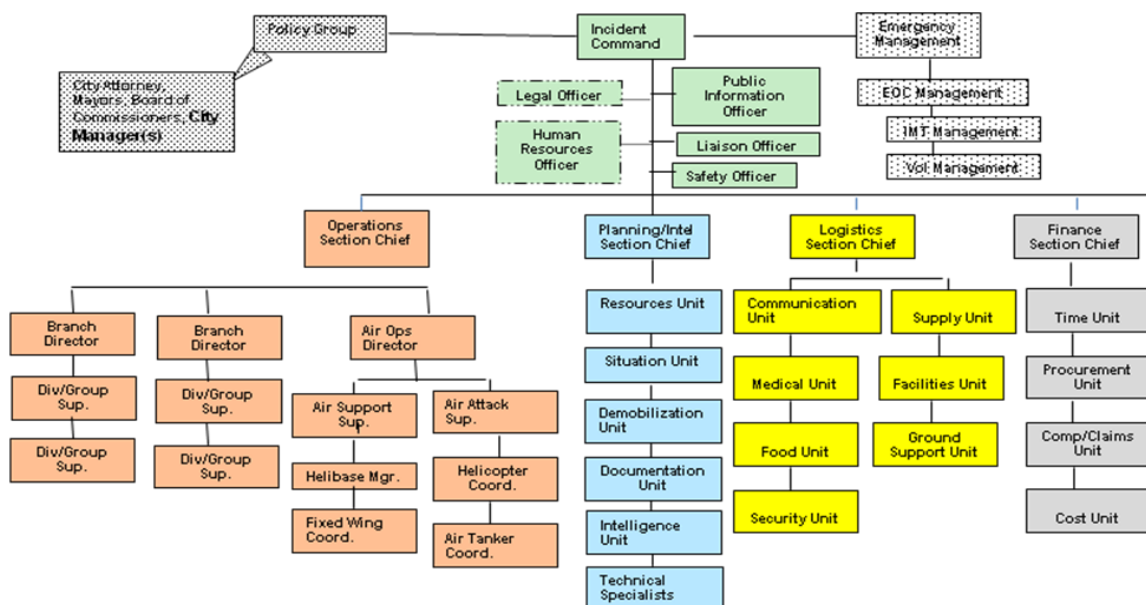 Policy Group
Incident
Command
Emergency
Management
City Attorney,
Mayors, Board of
Commissioners, City
Manager(s)
Legal Officer
Public
Information
Officer
EOC Management
Human
Resources
Officer
Liaison Officer
IMT Management
Safety Officer
Vol Management
Operations
Section Chief
Planning/Intel
Section Chief
Logistics
Section Chief
Finance
Section Chief
Branch
Director
Branch
Director
Air Ops
Director
Resources Unit
Communication
Unit
Supply Unit
Time Unit
Div/Group
Sup.
Div/Group
Sup.
Air Support
Sup.
Air Attack
Sup.
Situation Unit
Medical Unit
Facilities Unit
Procurement
Unit
Div/Group
Sup.
Div/Group
Sup.
Helibase Mgr.
Helicopter
Coord.
Demobilization
Unit
Food Unit
Ground
Support Unit
Comp/Claims
Unit
Fixed Wing
Coord.
Air Tanker
Coord.
Documentation
Unit
Security Unit
Cost Unit
Intelligence
Unit
Technical
Specialists